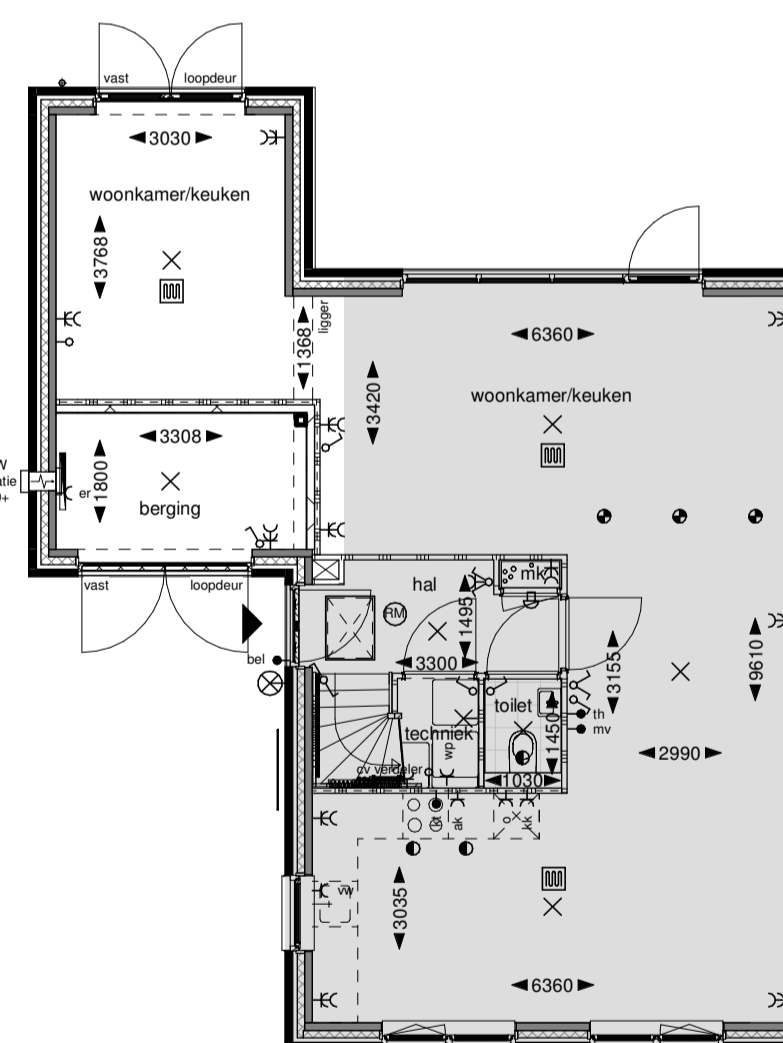 vast
loopdeur
3030
woonkamer/keuken
3768
1368
ligger
6360
3420
woonkamer/keuken
3308
1800
er
berging
vast
loopdeur
bel
hal
mk
RM
1495
3300
3155
9610
toilet
techniek
1450
th
mv
wp
cv verdeler
1030
2990
kt
ak
o
kk
vw
3035
6360